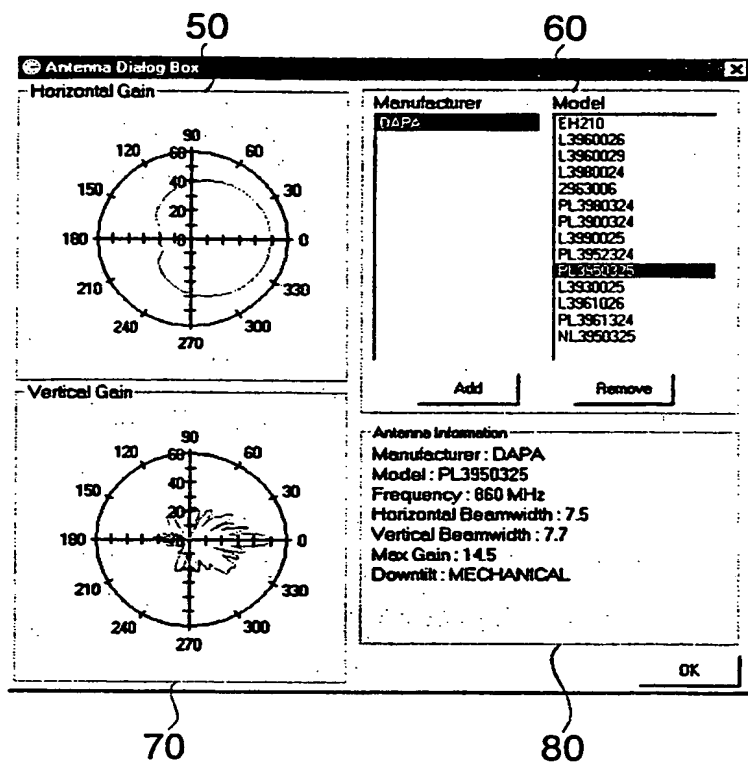 50
60
Antenna Dialog Box
Horizontal Gain
90
120
60
60
150
40
30
20
180
0
210
330
240
300
270
Manufacturer
DAPA
Model
EH210
L3960026
L3960029
L3980024
2963006
PL3980324
PL3900324
L3990025
PL3952324
PL3950325
L3930025
L3961026
PL3961324
NL3950325
Add
Remove
Vertical Gain
90
120
60
60
150
40
30
20
180
0
210
330
240
300
270
Antenna Information
Manufacturer : DAPA
Model : PL3950325
Frequency : 860 MHz
Horizontal Beamwidth : 7.5
Vertical Beamwidth : 7.7
Max Gain : 14.5
Downtilt : MECHANICAL
OK
70
80